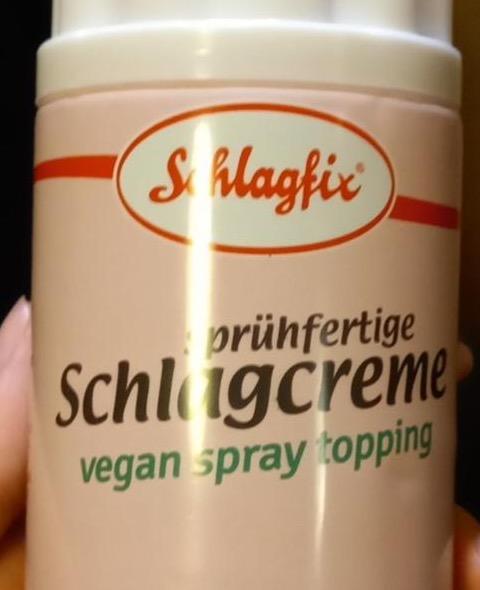 Schlagfix®
sprühfertige
Schlagcreme
vegan spray topping